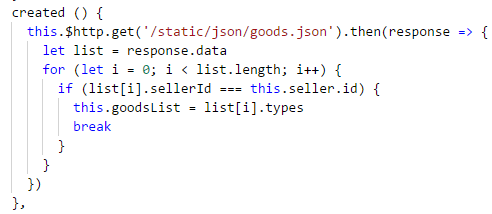 created () {
  this.$http.get('/static/json/goods.json').then(response => {
    let list = response.data
    for (let i = 0; i < list.length; i++) {
      if (list[i].sellerId === this.seller.id) {
        this.goodsList = list[i].types
        break
      }
    }
  })
},